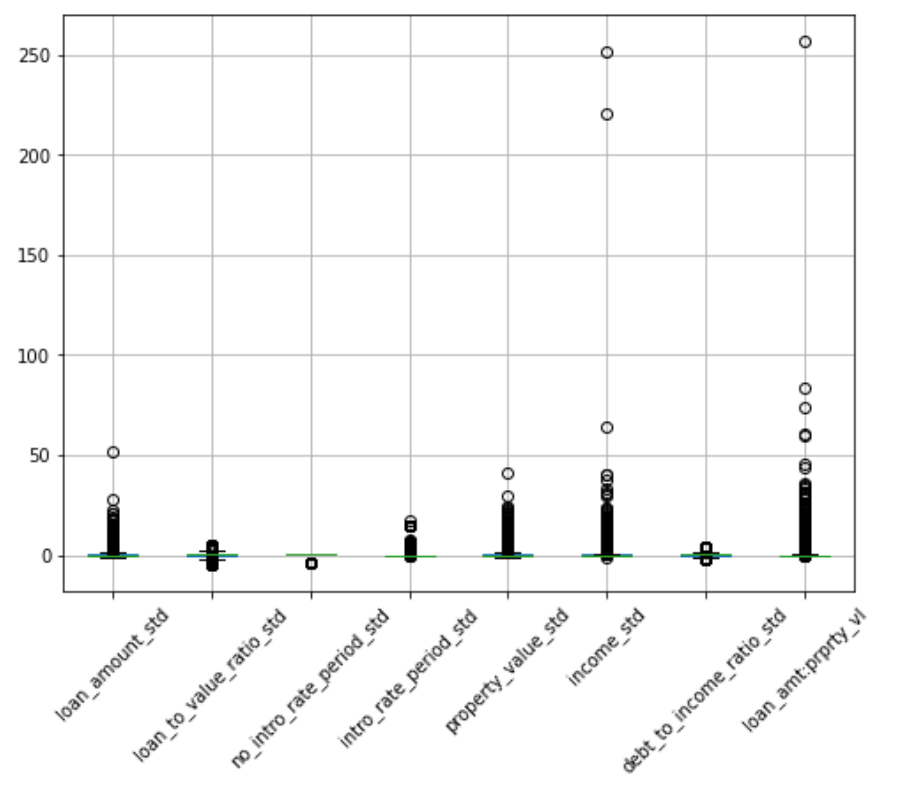 250
200
150
100
50
0
loan_amount_std
loan_to_value_ratio_std
no_intro_rate_period_std
intro_rate_period_std
property_value_std
income_std
debt_to_income_ratio_std
loan_amt:prprty_vl